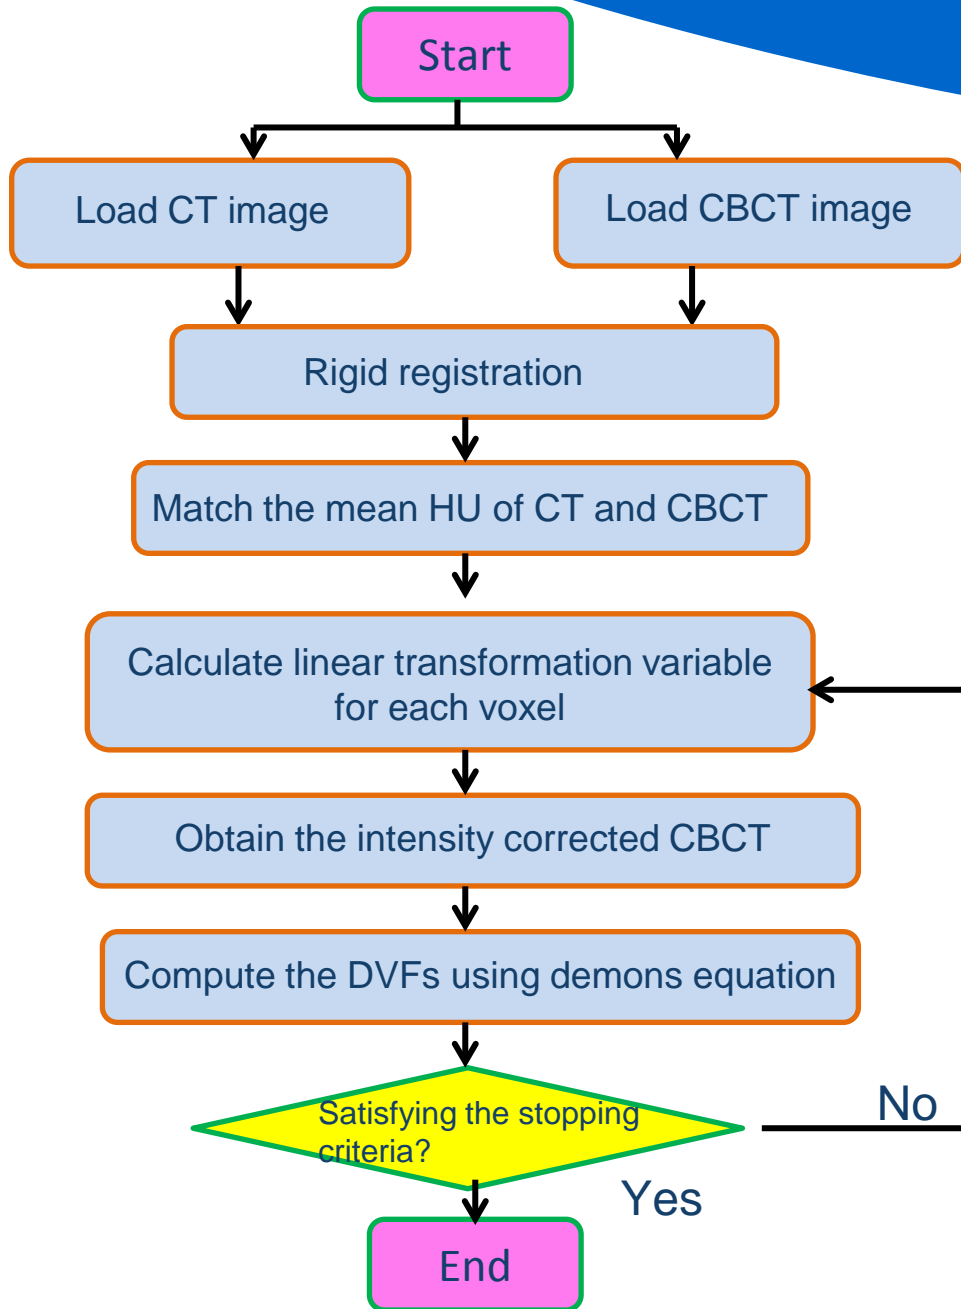 Start
Load CT image
Load CBCT image
Rigid registration
Match the mean HU of CT and CBCT
Calculate linear transformation variable
for each voxel
Obtain the intensity corrected CBCT
Compute the DVFs using demons equation
Satisfying the stopping
criteria?
No
Yes
End